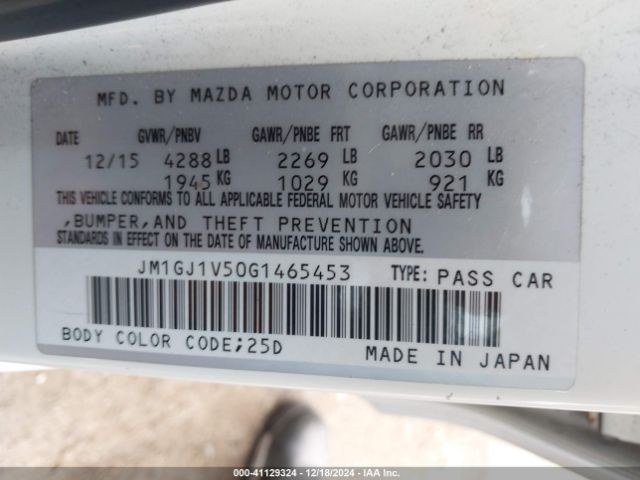 MFD. BY MAZDA MOTOR CORPORATION
DATE GVWR/PNBV GAWR/PNBE FRT GAWR/PNBE RR
12/15 4288 LB 2269 LB 2030 LB
1945 KG 1029 KG 921 KG
THIS VEHICLE CONFORMS TO ALL APPLICABLE FEDERAL MOTOR VEHICLE SAFETY
,BUMPER,AND THEFT PREVENTION
STANDARDS IN EFFECT ON THE DATE OF MANUFACTURE SHOWN ABOVE.
JM1GJ1V50G1465453 TYPE: PASS CAR
BODY COLOR CODE;25D MADE IN JAPAN
000-41129324 | 12/18/2024 - IAA Inc.